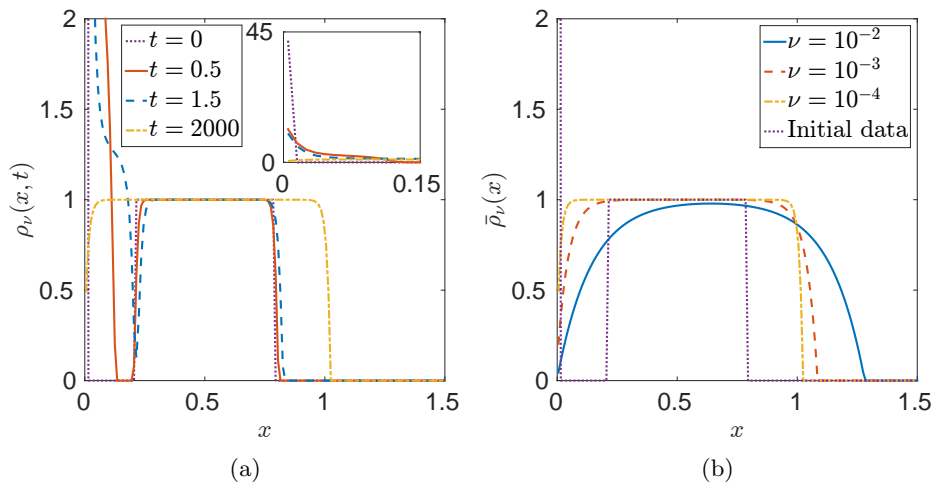 2
1.5
1
0.5
0
ρ_ν(x, t)
t = 0
t = 0.5
t = 1.5
t = 2000
45
0
0
0.15
0
0.5
1
1.5
x
(a)
2
1.5
1
0.5
0
ρ̄_ν(x)
ν = 10⁻²
ν = 10⁻³
ν = 10⁻⁴
Initial data
0
0.5
1
1.5
x
(b)